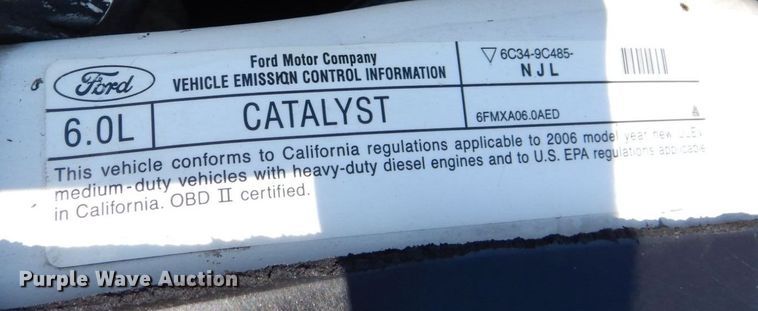 Ford
Ford Motor Company
VEHICLE EMISSION CONTROL INFORMATION
6C34-9C485-
NJL
6.0L
CATALYST
6FMXA06.0AED
This vehicle conforms to California regulations applicable to 2006 model year new
medium-duty vehicles with heavy-duty diesel engines and to U.S. EPA regulations applicable
in California. OBD II certified.
Purple Wave Auction